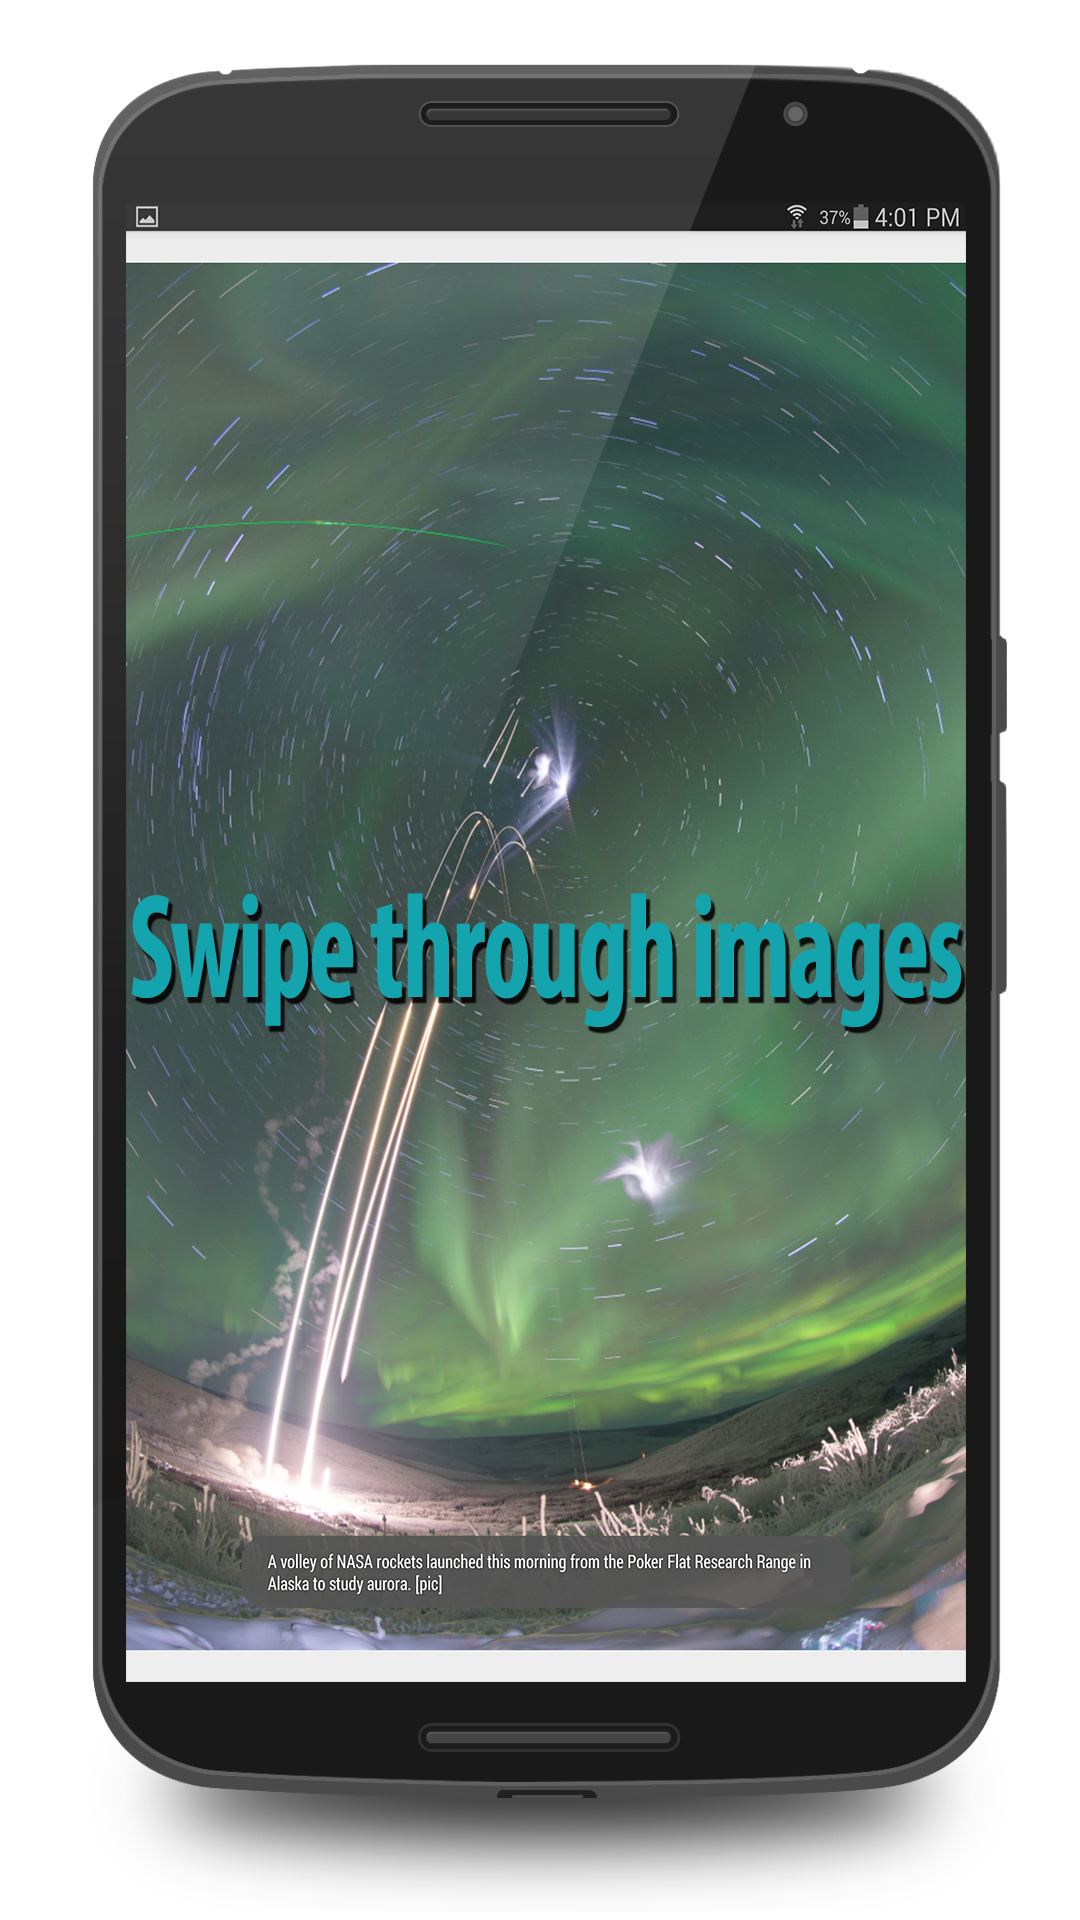 37% 4:01 PM
Swipe through images
A volley of NASA rockets launched this morning from the Poker Flat Research Range in
Alaska to study aurora. [pic]